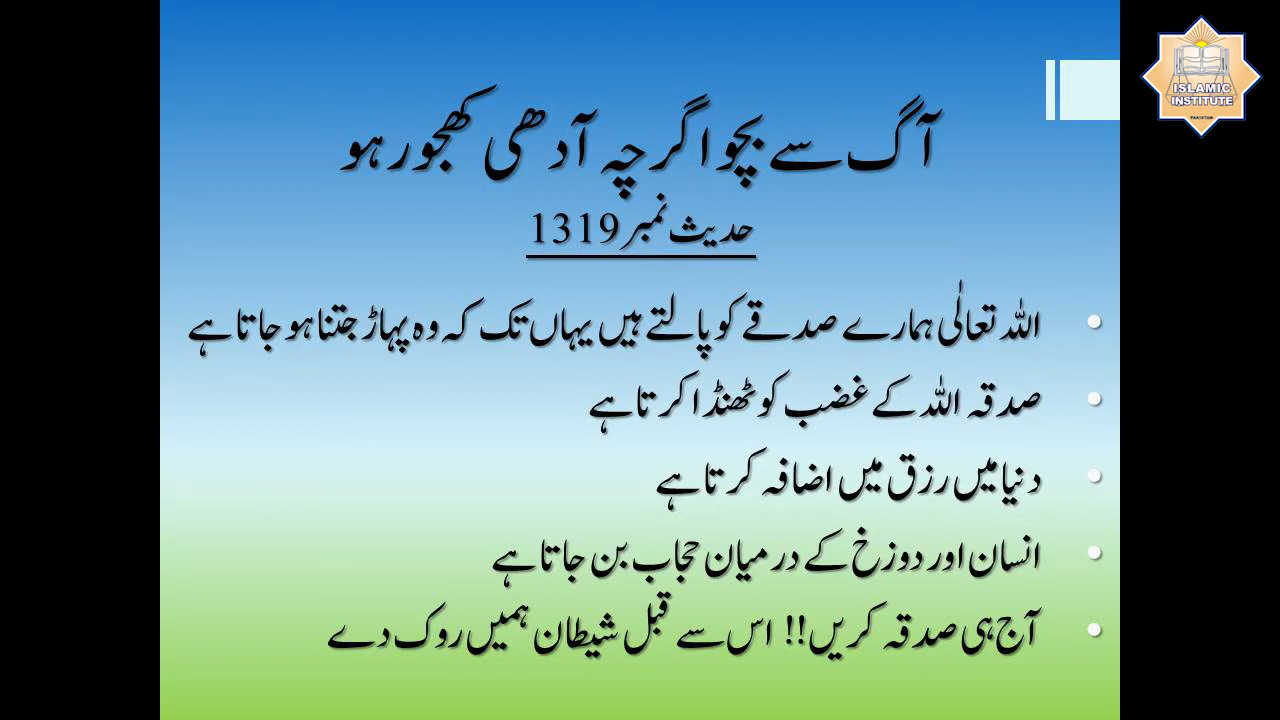 آگ سے بچو اگرچہ آدھی کھجور ہو
حدیث نمبر 1319
اللہ تعالٰی ہمارے صدقے کو پالتے ہیں یہاں تک کہ وہ پہاڑ جتنا ہو جاتا ہے
صدقہ اللہ کے غضب کو ٹھنڈا کرتا ہے
دنیا میں رزق میں اضافہ کرتا ہے
انسان اور دوزخ کے درمیان حجاب بن جاتا ہے
آج ہی صدقہ کریں!! اس سے قبل شیطان ہمیں روک دے
ISLAMIC
INSTITUTE
PAKISTAN